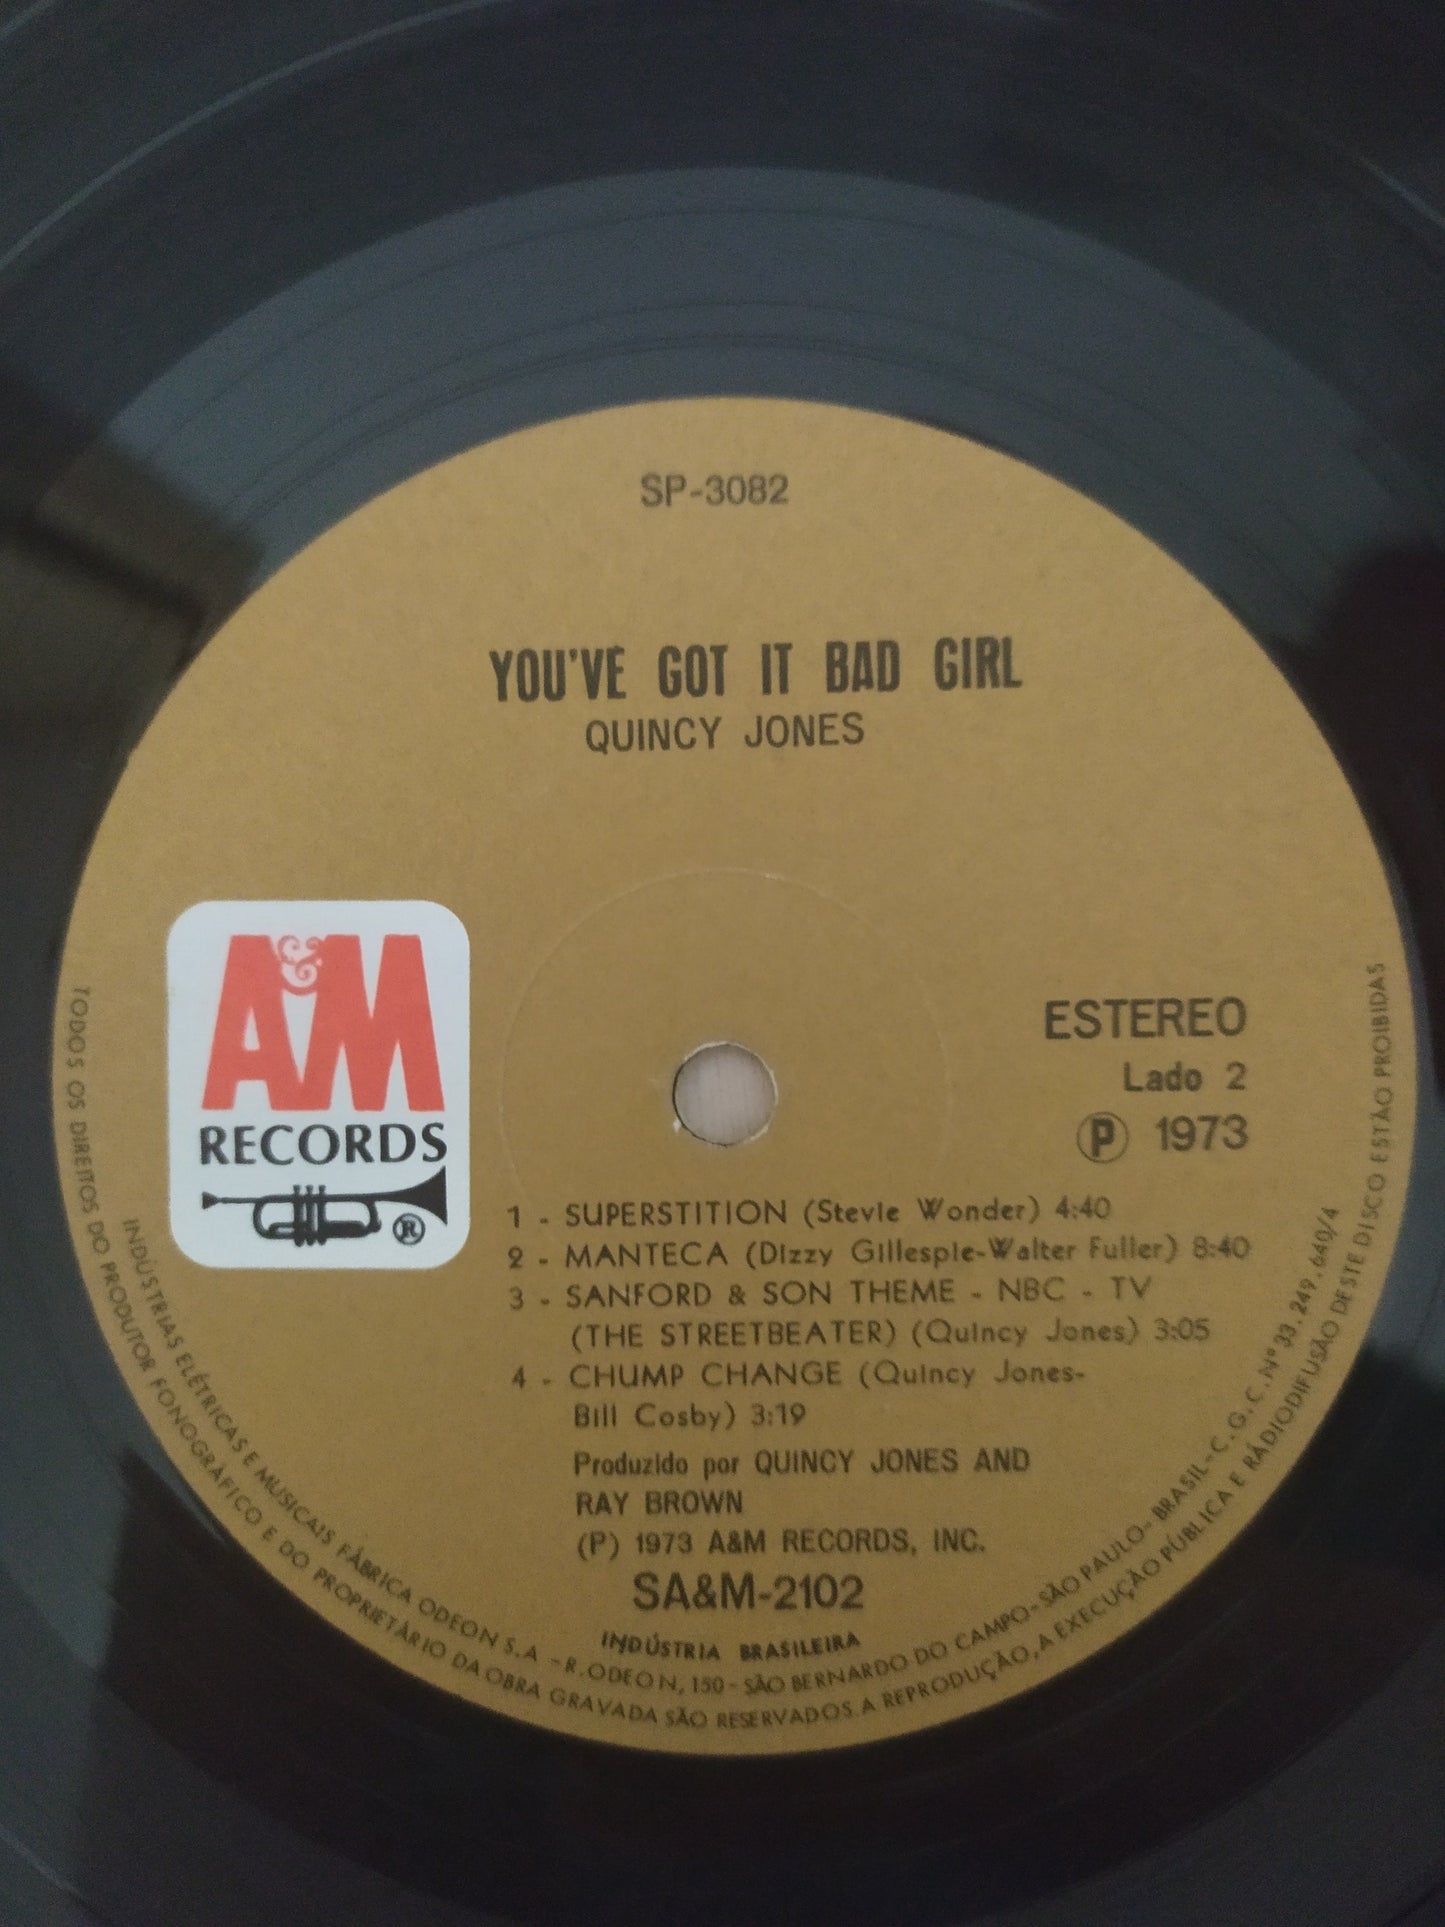 SP-3082
YOU'VE GOT IT BAD GIRL
QUINCY JONES
A&M
RECORDS
®
ESTEREO
Lado 2
Ⓟ 1973
1 - SUPERSTITION (Stevie Wonder) 4:40
2 - MANTECA (Dizzy Gillespie-Walter Fuller) 8:40
3 - SANFORD & SON THEME - NBC - TV
(THE STREETBEATER) (Quincy Jones) 3:05
4 - CHUMP CHANGE (Quincy Jones-
Bill Cosby) 3:19
Produzido por QUINCY JONES AND
RAY BROWN
(P) 1973 A&M RECORDS, INC.
SA&M-2102
INDÚSTRIA BRASILEIRA
INDÚSTRIAS ELÉTRICAS E MUSICAIS FÁBRICA ODEON S.A - R. ODEON, 150 - SÃO BERNARDO DO CAMPO - SÃO PAULO - BRASIL - C.G.C. Nº 33.249.640/4
TODOS OS DIREITOS DO PRODUTOR FONOGRÁFICO E DO PROPRIETÁRIO DA OBRA GRAVADA SÃO RESERVADOS. A REPRODUÇÃO, A EXECUÇÃO PÚBLICA E RÁDIODIFUSÃO DESTE DISCO ESTÃO PROIBIDAS